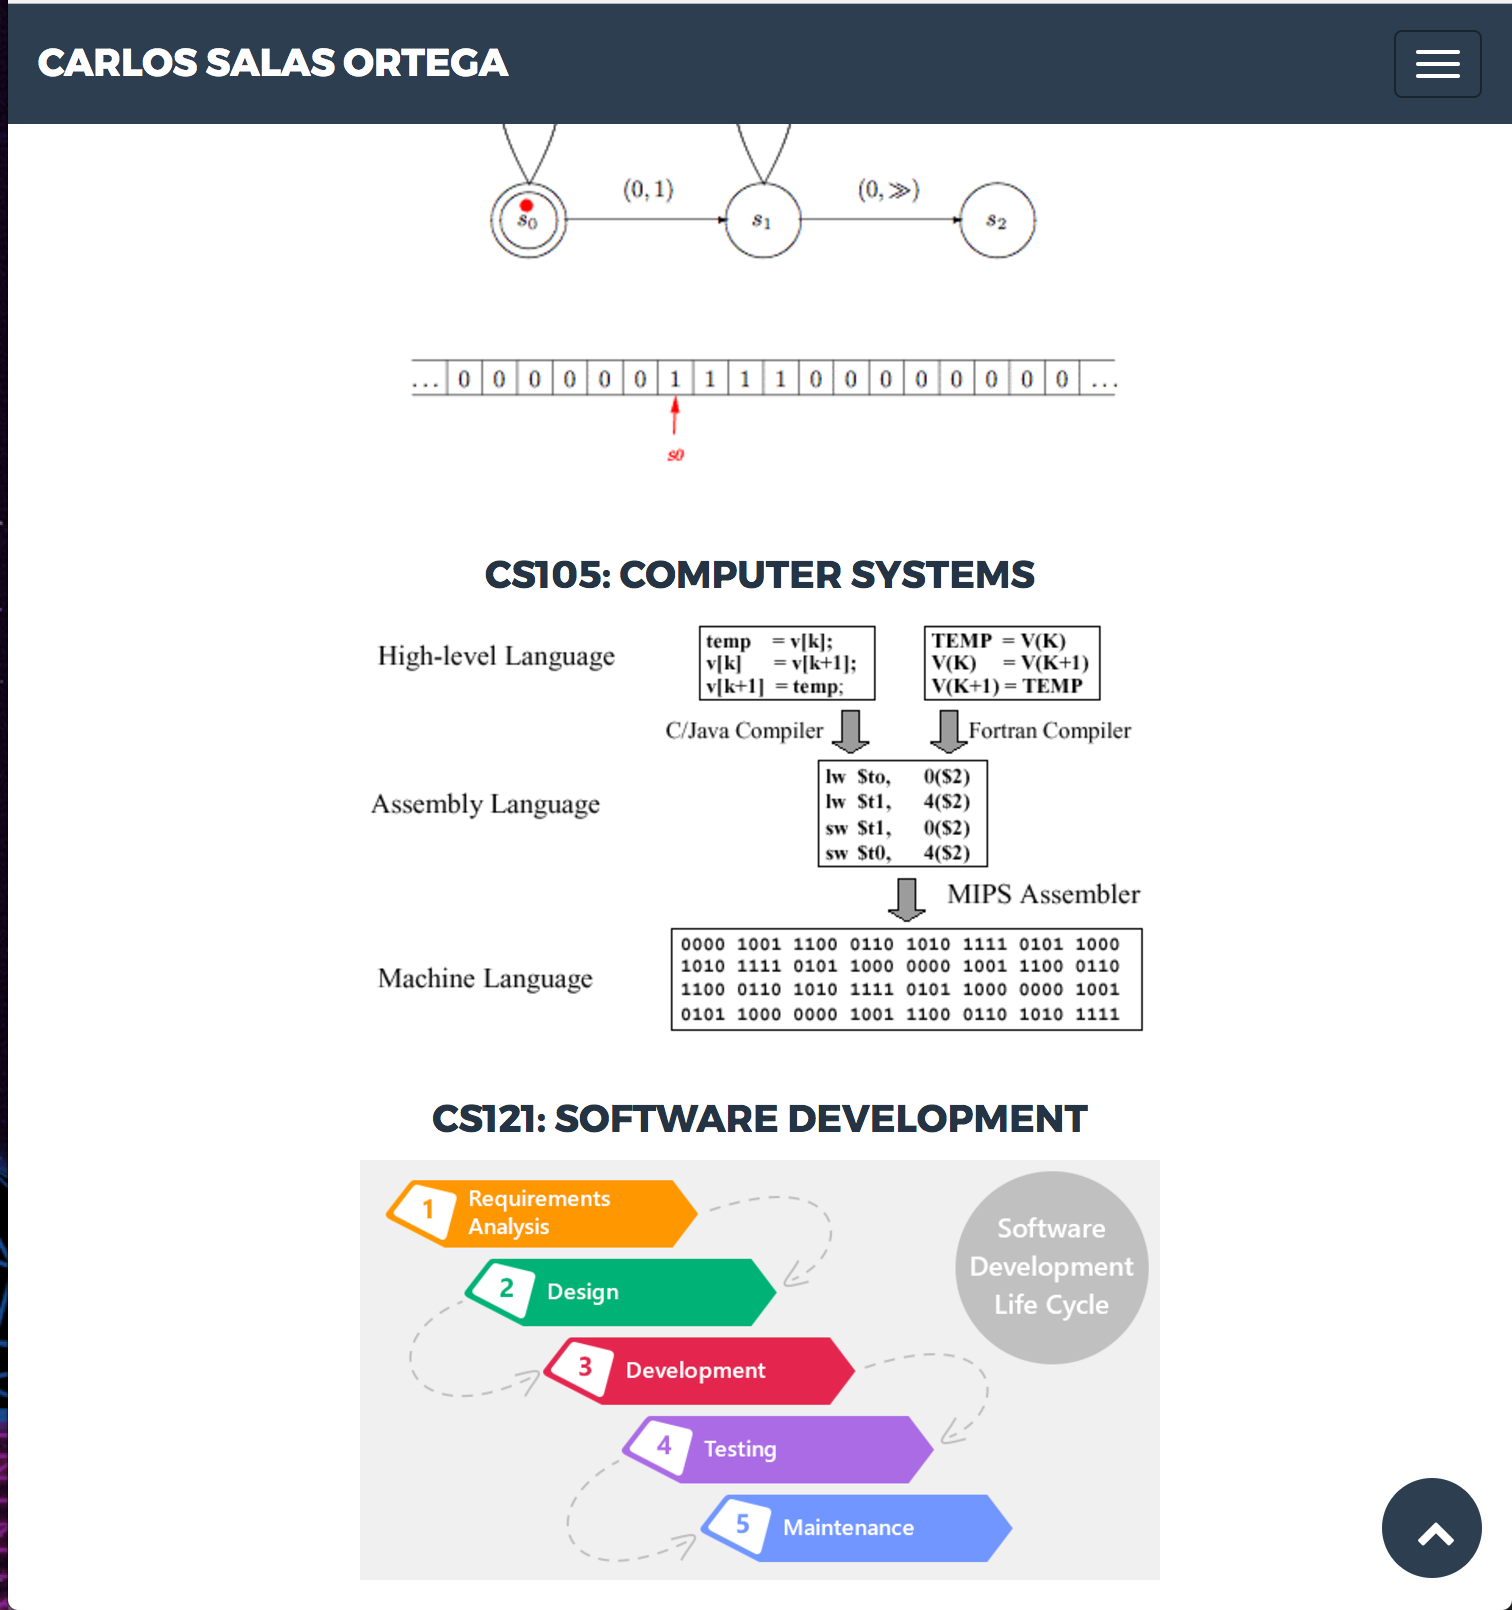 CARLOS SALAS ORTEGA
(0, 1)
(0, ≫)
s0
s1
s2
... 0 0 0 0 0 0 1 1 1 1 0 0 0 0 0 0 0 0 ...
s0
CS105: COMPUTER SYSTEMS
High-level Language
temp = v[k];
v[k] = v[k+1];
v[k+1] = temp;
TEMP = V(K)
V(K) = V(K+1)
V(K+1) = TEMP
C/Java Compiler
Fortran Compiler
Assembly Language
lw $to, 0($2)
lw $t1, 4($2)
sw $t1, 0($2)
sw $t0, 4($2)
MIPS Assembler
Machine Language
0000 1001 1100 0110 1010 1111 0101 1000
1010 1111 0101 1000 0000 1001 1100 0110
1100 0110 1010 1111 0101 1000 0000 1001
0101 1000 0000 1001 1100 0110 1010 1111
CS121: SOFTWARE DEVELOPMENT
1 Requirements
Analysis
2 Design
3 Development
4 Testing
5 Maintenance
Software
Development
Life Cycle